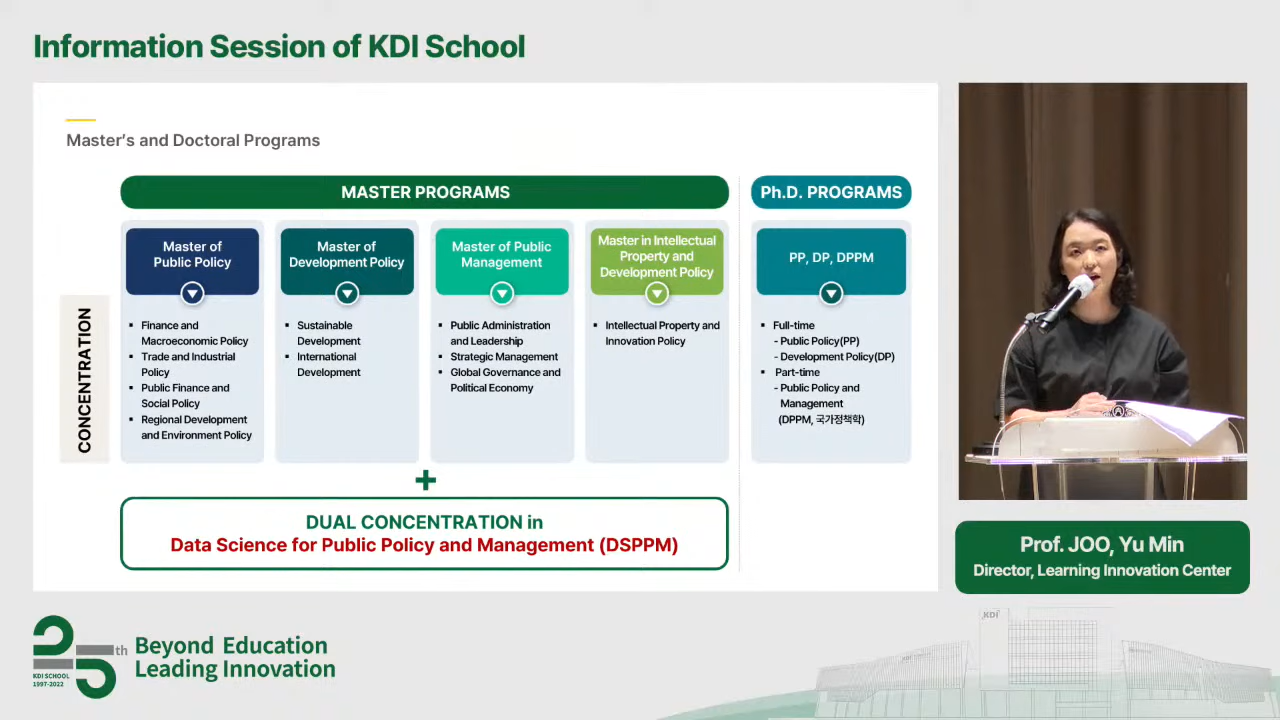 Information Session of KDI School
Master's and Doctoral Programs
MASTER PROGRAMS
Ph.D. PROGRAMS
CONCENTRATION
Master of
Public Policy
▪ Finance and
Macroeconomic Policy
▪ Trade and Industrial
Policy
▪ Public Finance and
Social Policy
▪ Regional Development
and Environment Policy
Master of
Development Policy
▪ Sustainable
Development
▪ International
Development
Master of Public
Management
▪ Public Administration
and Leadership
▪ Strategic Management
▪ Global Governance and
Political Economy
Master in Intellectual
Property and
Development Policy
▪ Intellectual Property and
Innovation Policy
PP, DP, DPPM
▪ Full-time
- Public Policy(PP)
- Development Policy(DP)
▪ Part-time
- Public Policy and
Management
(DPPM, 국가정책학)
+
DUAL CONCENTRATION in
Data Science for Public Policy and Management (DSPPM)
Prof. JOO, Yu Min
Director, Learning Innovation Center
25th
KDI SCHOOL
1997-2022
Beyond Education
Leading Innovation
KDI